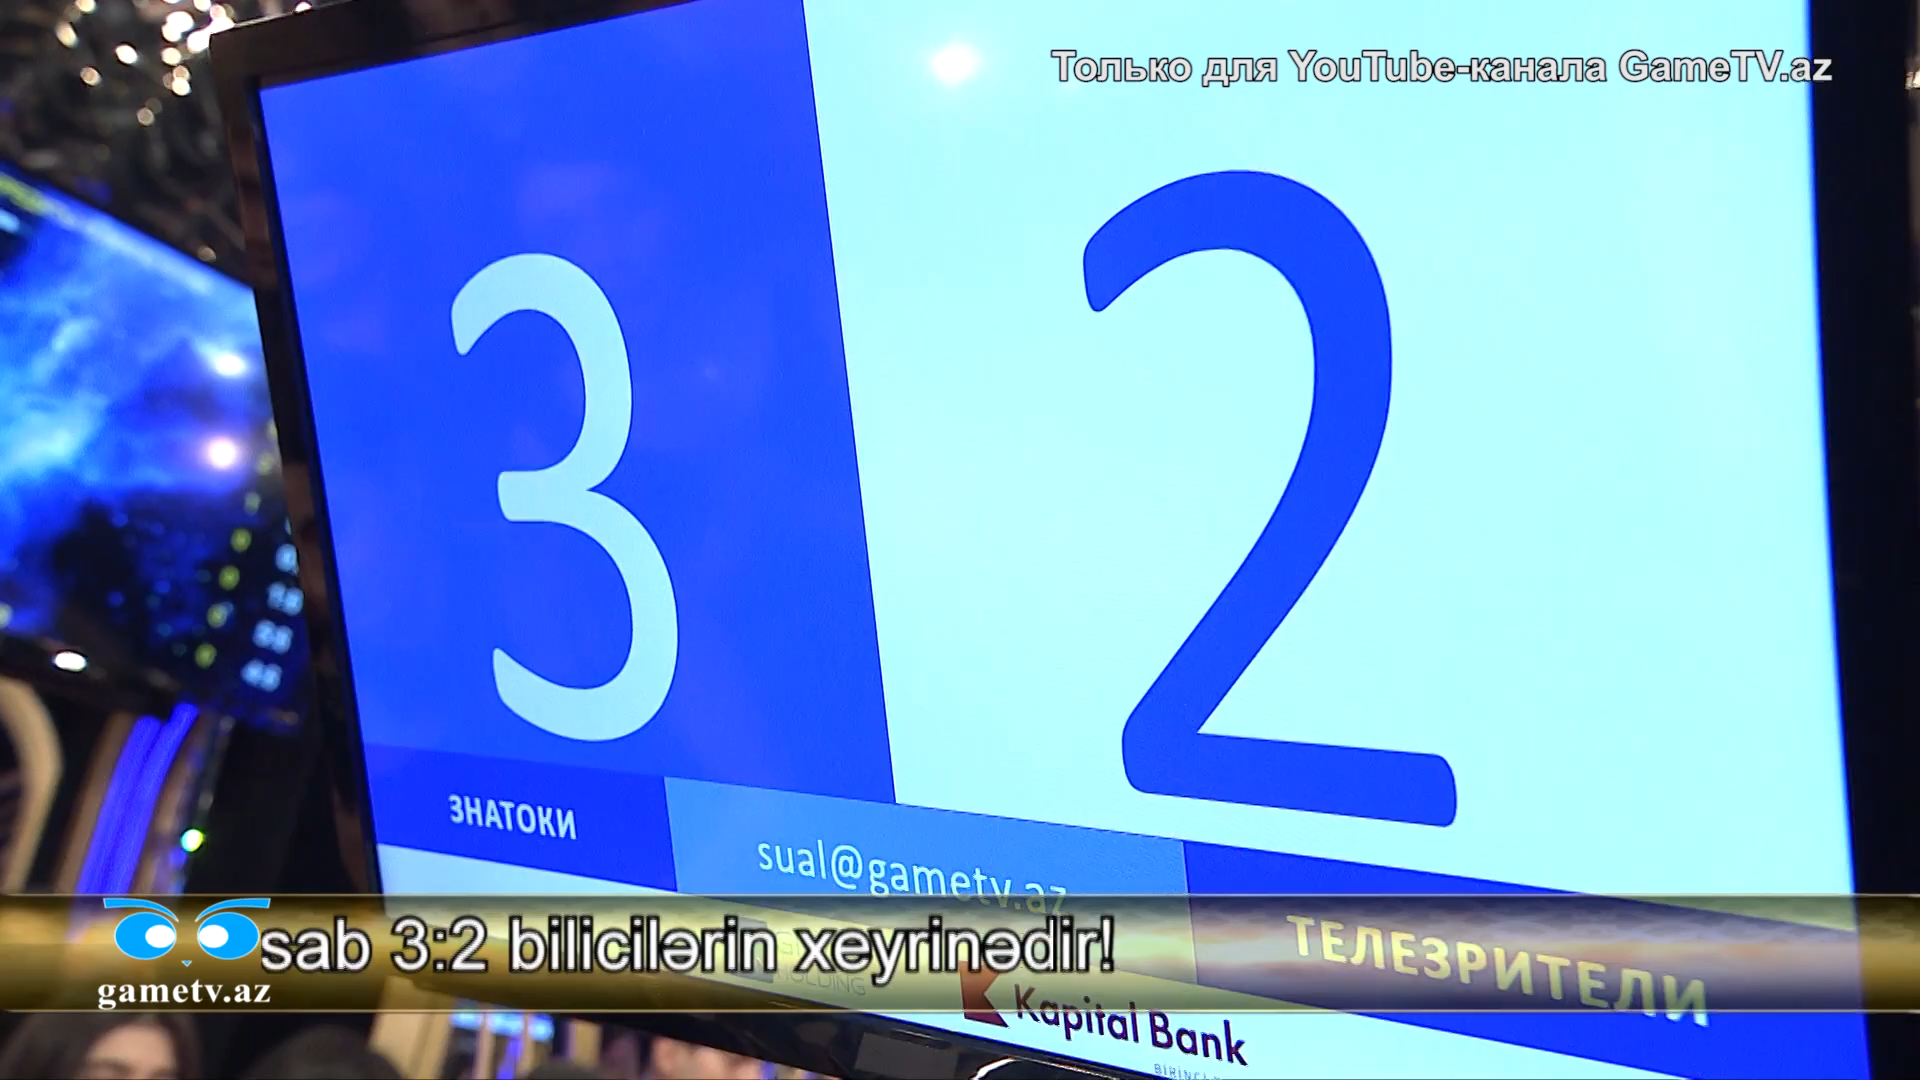 Только для YouTube-канала GameTV.az
3
2
ЗНАТОКИ
sual@gametv.az
ТЕЛЕЗРИТЕЛИ
sab 3:2 bilicilərin xeyrinədir!
gametv.az
HOLDING
Kapital Bank